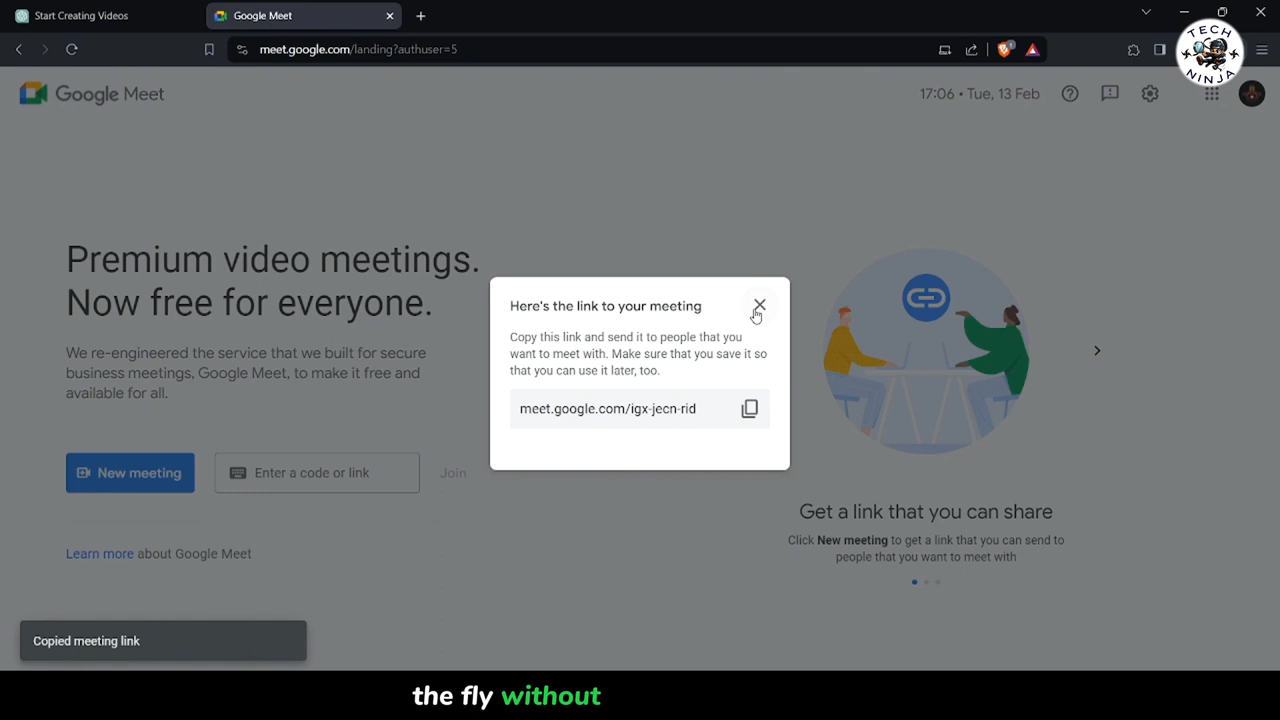 Start Creating Videos
Google Meet
meet.google.com/landing?authuser=5
TECH
NINJA
Google Meet
17:06 • Tue, 13 Feb
Premium video meetings.
Now free for everyone.
We re-engineered the service that we built for secure
business meetings, Google Meet, to make it free and
available for all.
New meeting
Enter a code or link
Join
Learn more about Google Meet
Here's the link to your meeting
Copy this link and send it to people that you
want to meet with. Make sure that you save it so
that you can use it later, too.
meet.google.com/igx-jecn-rid
Get a link that you can share
Click New meeting to get a link that you can send to
people that you want to meet with
Copied meeting link
the fly without